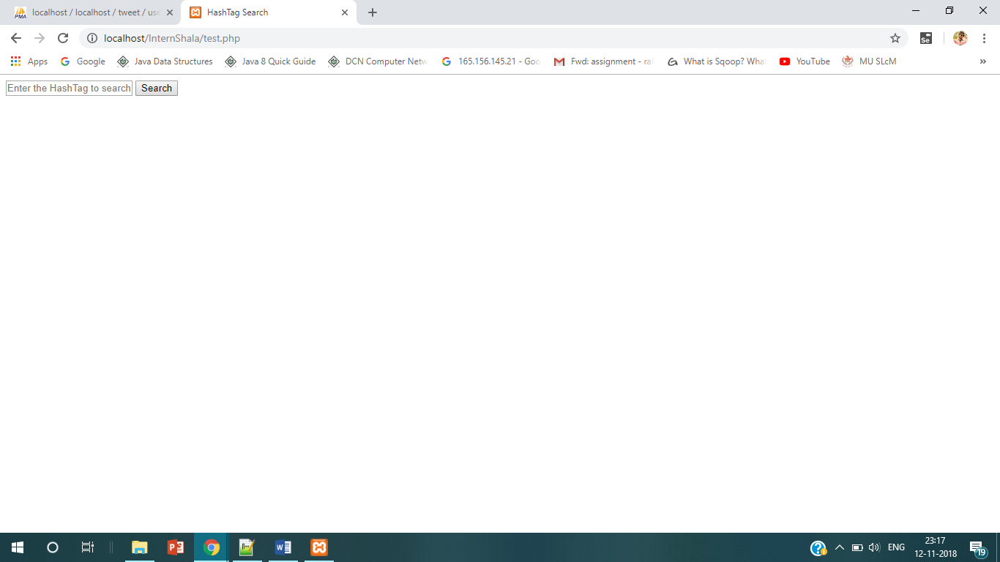 PMA localhost / localhost / tweet / use HashTag Search
localhost/InternShala/test.php Se
Apps Google Java Data Structures Java 8 Quick Guide DCN Computer Netw 165.156.145.21 - Goo Fwd: assignment - ra What is Sqoop? Wha YouTube MU SLcM »
Enter the HashTag to search Search
ENG 23:17
12-11-2018 19